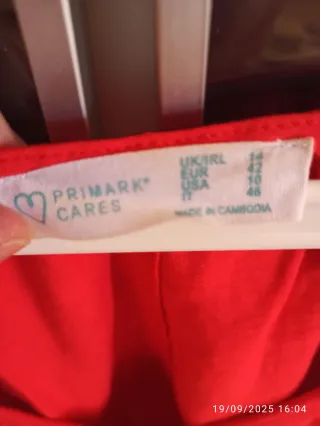 PRIMARK®
CARES
UK/IRL 14
EUR 42
USA 10
IT 46
MADE IN CAMBODIA
19/09/2025 16:04